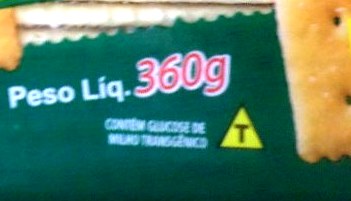 Peso Líq. 360g
CONTÉM GLUCOSE DE
MILHO TRANSGÊNICO
T